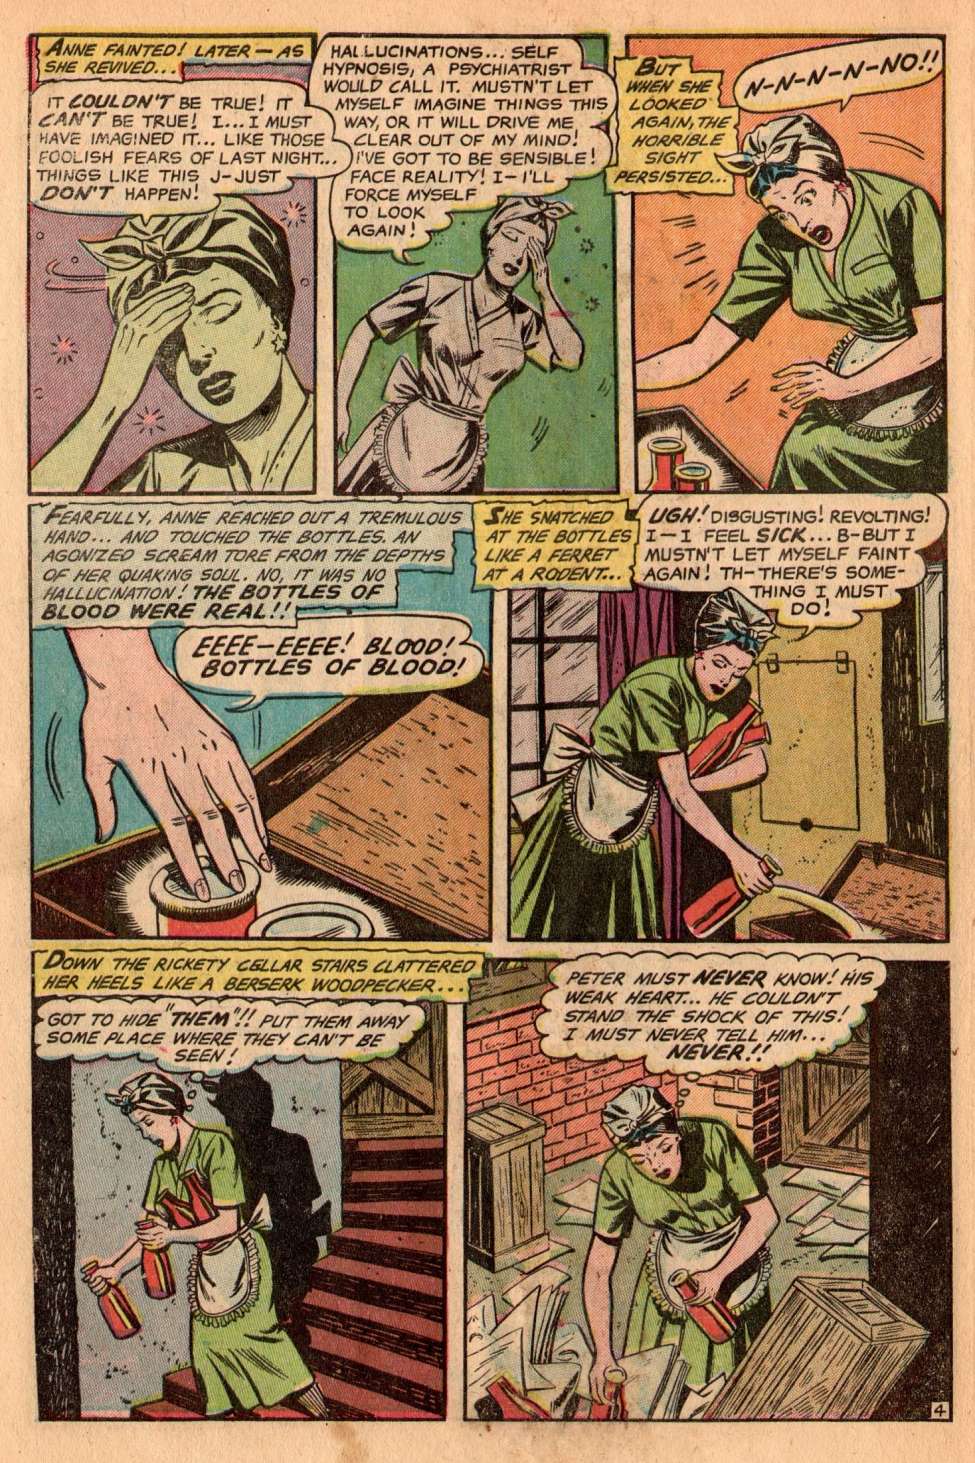 ANNE FAINTED! LATER — AS
SHE REVIVED...
IT COULDN'T BE TRUE! IT
CAN'T BE TRUE! I... I MUST
HAVE IMAGINED IT... LIKE THOSE
FOOLISH FEARS OF LAST NIGHT...
THINGS LIKE THIS J-JUST
DON'T HAPPEN!
HALLUCINATIONS... SELF
HYPNOSIS, A PSYCHIATRIST
WOULD CALL IT. MUSTN'T LET
MYSELF IMAGINE THINGS THIS
WAY, OR IT WILL DRIVE ME
CLEAR OUT OF MY MIND!
I'VE GOT TO BE SENSIBLE!
FACE REALITY! I-I'LL
FORCE MYSELF
TO LOOK
AGAIN!
BUT
WHEN SHE
LOOKED
AGAIN, THE
HORRIBLE
SIGHT
PERSISTED...
N-N-N-N-NO!!
FEARFULLY, ANNE REACHED OUT A TREMULOUS
HAND... AND TOUCHED THE BOTTLES. AN
AGONIZED SCREAM TORE FROM THE DEPTHS
OF HER QUAKING SOUL. NO, IT WAS NO
HALLUCINATION! THE BOTTLES OF
BLOOD WERE REAL!!
EEEE-EEEE! BLOOD!
BOTTLES OF BLOOD!
SHE SNATCHED
AT THE BOTTLES
LIKE A FERRET
AT A RODENT...
UGH! DISGUSTING! REVOLTING!
I-I FEEL SICK... B-BUT I
MUSTN'T LET MYSELF FAINT
AGAIN! TH-THERE'S SOME-
THING I MUST
DO!
DOWN THE RICKETY CELLAR STAIRS CLATTERED
HER HEELS LIKE A BERSERK WOODPECKER...
GOT TO HIDE "THEM"!! PUT THEM AWAY
SOME PLACE WHERE THEY CAN'T BE
SEEN!
PETER MUST NEVER KNOW! HIS
WEAK HEART... HE COULDN'T
STAND THE SHOCK OF THIS!
I MUST NEVER TELL HIM...
NEVER!!
4